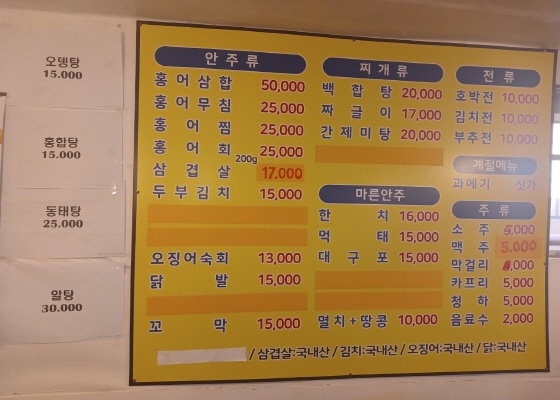 오뎅탕
15.000
홍합탕
15.000
동태탕
25.000
알탕
30.000
안주류
홍어삼합 50,000
홍어무침 25,000
홍어찜 25,000
홍어회 25,000
삼겹살 200g 17.000
두부김치 15,000
오징어숙회 13,000
닭발 15,000
꼬막 15,000
찌개류
백합탕 20,000
짜글이 17,000
간제미탕 20,000
마른안주
한치 16,000
먹태 15,000
대구포 15,000
멸치+땅콩 10,000
전류
호박전 10,000
김치전 10,000
부추전 10,000
계절메뉴
과메기 싯가
주류
소주 ,000
맥주 5.000
막걸리 ,000
카프리 5,000
청하 5,000
음료수 2,000
/ 삼겹살:국내산 / 김치:국내산 / 오징어:국내산 / 닭:국내산